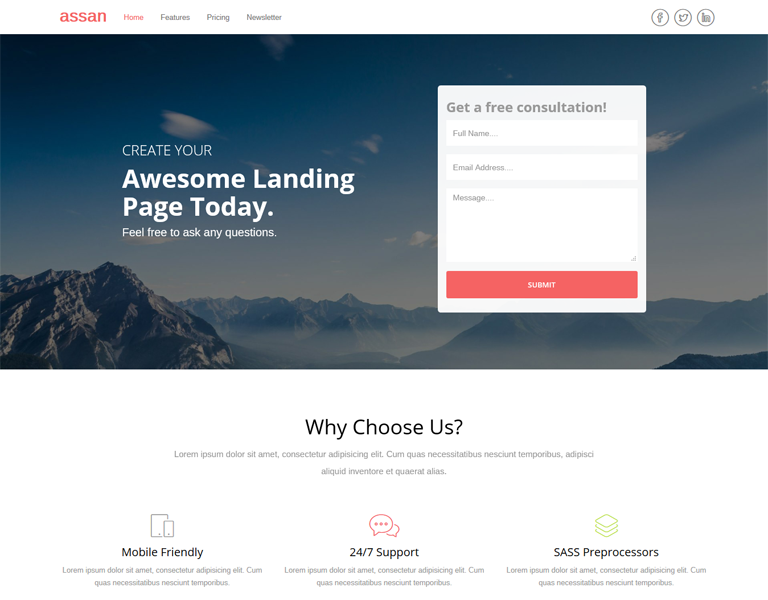 assan
Home
Features
Pricing
Newsletter
CREATE YOUR
Awesome Landing
Page Today.
Feel free to ask any questions.
Get a free consultation!
Full Name....
Email Address....
Message....
SUBMIT
Why Choose Us?
Lorem ipsum dolor sit amet, consectetur adipisicing elit. Cum quas necessitatibus nesciunt temporibus, adipisci
aliquid inventore et quaerat alias.
Mobile Friendly
Lorem ipsum dolor sit amet, consectetur adipisicing elit. Cum
quas necessitatibus nesciunt temporibus.
24/7 Support
Lorem ipsum dolor sit amet, consectetur adipisicing elit. Cum
quas necessitatibus nesciunt temporibus.
SASS Preprocessors
Lorem ipsum dolor sit amet, consectetur adipisicing elit. Cum
quas necessitatibus nesciunt temporibus.